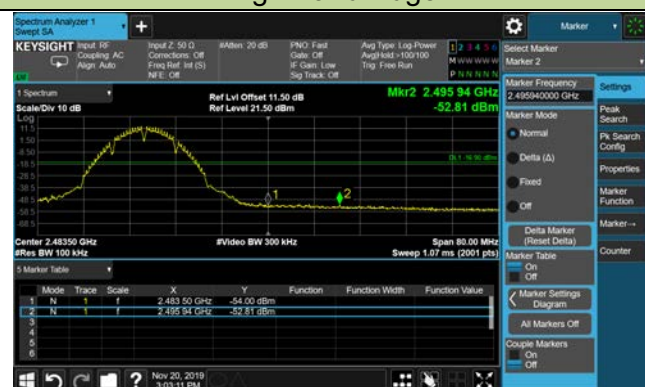 Spectrum Analyzer 1
Swept SA
Marker
KEYSIGHT
Input: RF
Coupling: AC
Align: Auto
Input Z: 50 Ω
Corrections: Off
Freq Ref: Int (S)
NFE: Off
#Atten: 20 dB
PNO: Fast
Gate: Off
IF Gain: Low
Sig Track: Off
Avg Type: Log-Power
Avg|Hold:>100/100
Trig: Free Run
1 2 3 4 5 6
M W W W W W
P N N N N N
Select Marker
Marker 2
1 Spectrum
Scale/Div 10 dB
Log
Ref Lvl Offset 11.50 dB
Ref Level 21.50 dBm
Mkr2 2.495 94 GHz
-52.81 dBm
11.5
1.50
-8.50
-18.5
-28.5
-38.5
-48.5
-58.5
-68.5
1
2
Center 2.48350 GHz
#Res BW 100 kHz
#Video BW 300 kHz
Span 80.00 MHz
Sweep 1.07 ms (2001 pts)
5 Marker Table
Mode Trace Scale X Y Function Function Width Function Value
1 N 1 f 2.483 50 GHz -54.00 dBm
2 N 1 f 2.495 94 GHz -52.81 dBm
3
4
5
6
Marker Frequency
2.495940000 GHz
Marker Mode
Normal
Delta (Δ)
Fixed
Off
Delta Marker
(Reset Delta)
Marker Table
On
Off
Marker Settings
Diagram
All Markers Off
Couple Markers
On
Off
Settings
Peak
Search
Pk Search
Config
Properties
Marker
Function
Marker→
Counter
Nov 20, 2019
3:03:11 PM